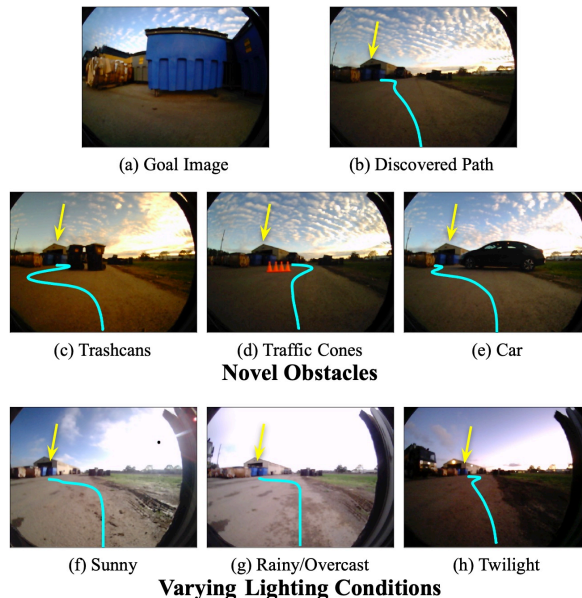 (a) Goal Image
(b) Discovered Path
(c) Trashcans
(d) Traffic Cones
(e) Car
Novel Obstacles
(f) Sunny
(g) Rainy/Overcast
(h) Twilight
Varying Lighting Conditions